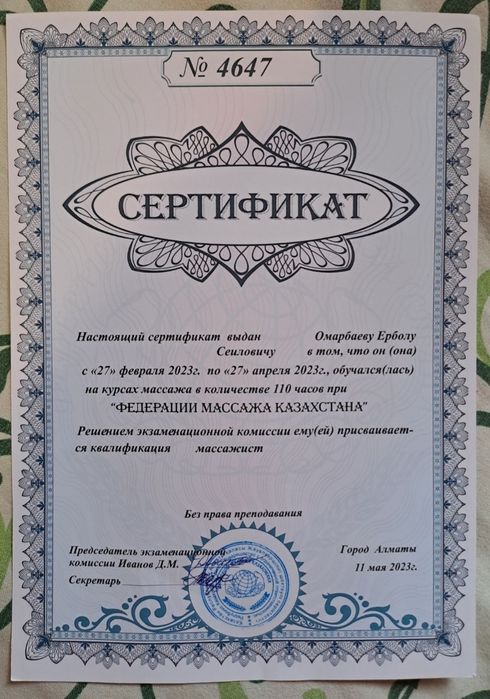 № 4647
СЕРТИФИКАТ
Настоящий сертификат выдан Омарбаеву Ерболу
Сеиловичу в том, что он (она)
с «27» февраля 2023г. по «27» апреля 2023г., обучался(лась)
на курсах массажа в количестве 110 часов при
"ФЕДЕРАЦИИ МАССАЖА КАЗАХСТАНА"
Решением экзаменационной комиссии ему(ей) присваивает-
ся квалификация массажист
Без права преподавания
Председатель экзаменационной
комиссии Иванов Д.М.
Секретарь
Город Алматы
11 мая 2023г.